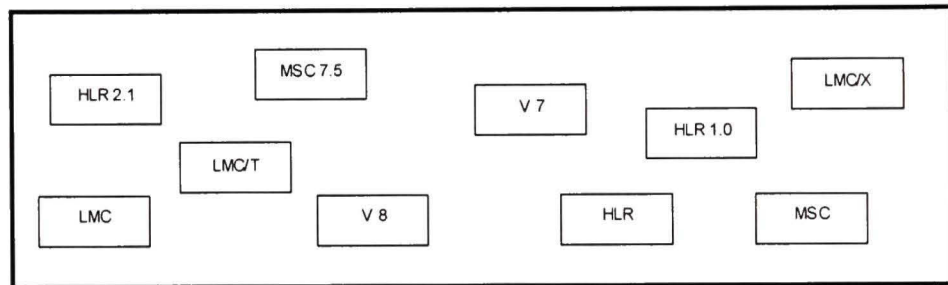 MSC 7.5
LMC/X
HLR 2.1
V 7
HLR 1.0
LMC/T
LMC
V 8
HLR
MSC